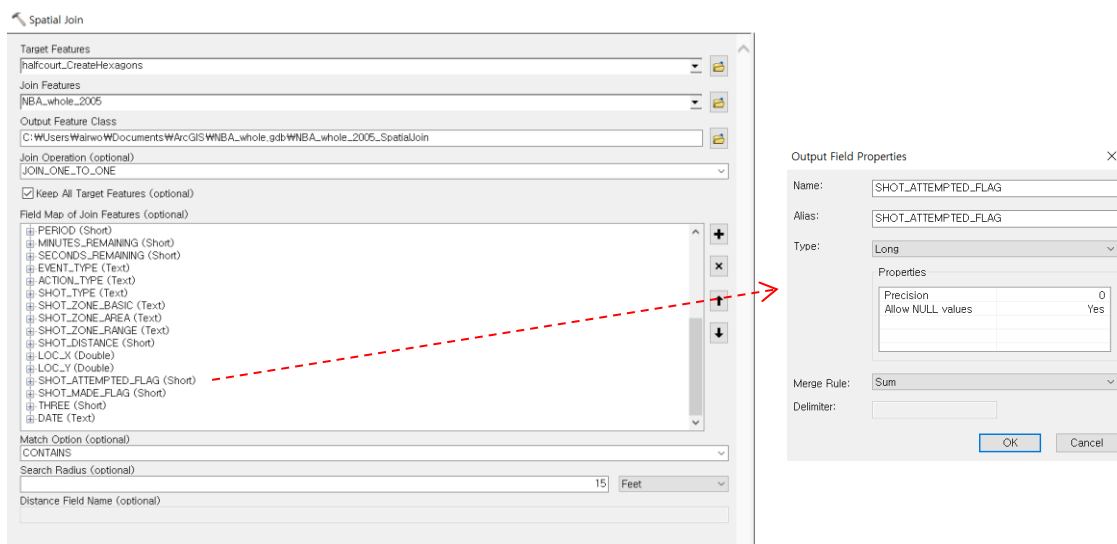 Spatial Join
Target Features
halfcourt_CreateHexagons
Join Features
NBA_whole_2005
Output Feature Class
C:₩Users₩airwo₩Documents₩ArcGIS₩NBA_whole.gdb₩NBA_whole_2005_SpatialJoin
Join Operation (optional)
JOIN_ONE_TO_ONE
Keep All Target Features (optional)
Field Map of Join Features (optional)
PERIOD (Short)
MINUTES_REMAINING (Short)
SECONDS_REMAINING (Short)
EVENT_TYPE (Text)
ACTION_TYPE (Text)
SHOT_TYPE (Text)
SHOT_ZONE_BASIC (Text)
SHOT_ZONE_AREA (Text)
SHOT_ZONE_RANGE (Text)
SHOT_DISTANCE (Short)
LOC_X (Double)
LOC_Y (Double)
SHOT_ATTEMPTED_FLAG (Short)
SHOT_MADE_FLAG (Short)
THREE (Short)
DATE (Text)
Match Option (optional)
CONTAINS
Search Radius (optional)
15 Feet
Distance Field Name (optional)
Output Field Properties
Name: SHOT_ATTEMPTED_FLAG
Alias: SHOT_ATTEMPTED_FLAG
Type: Long
Properties
Precision 0
Allow NULL values Yes
Merge Rule: Sum
Delimiter:
OK Cancel